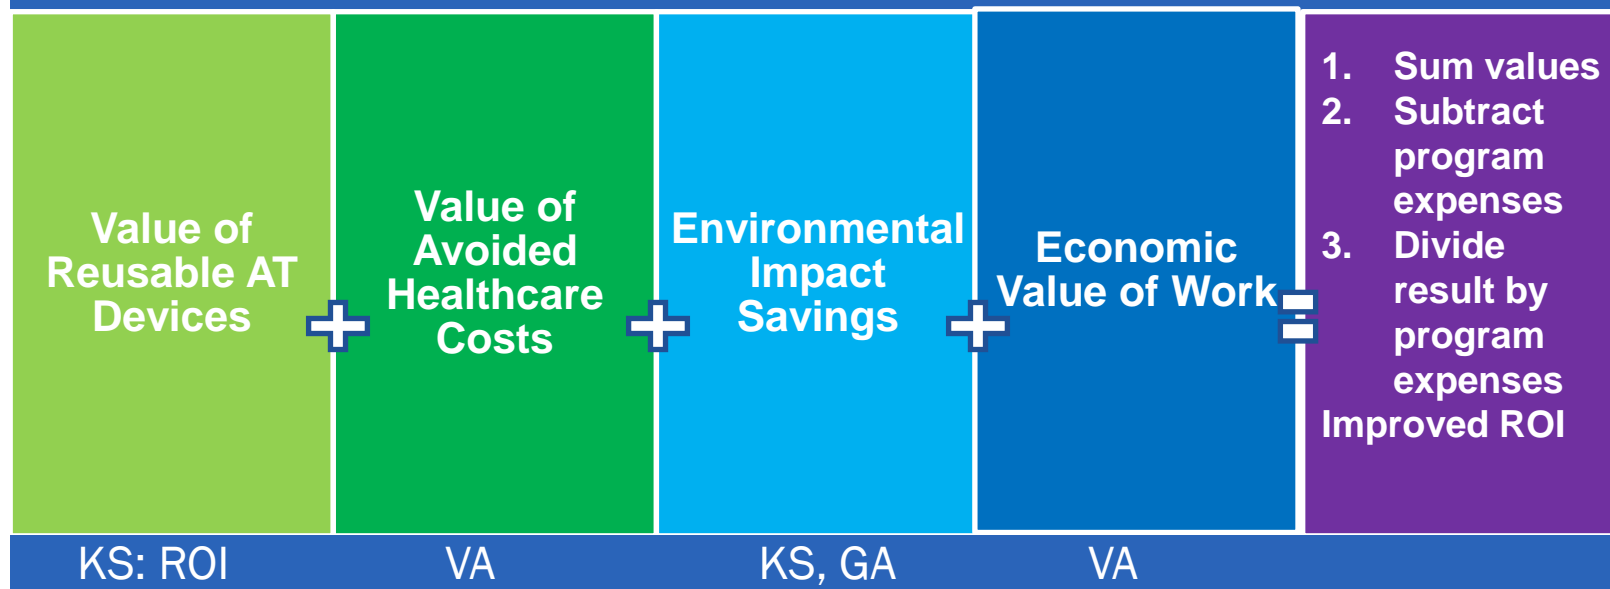 Value of
Reusable AT
Devices
Value of
Avoided
Healthcare
Costs
Environmental
Impact
Savings
Economic
Value of Work
1. Sum values
2. Subtract
program
expenses
3. Divide
result by
program
expenses
Improved ROI
KS: ROI
VA
KS, GA
VA